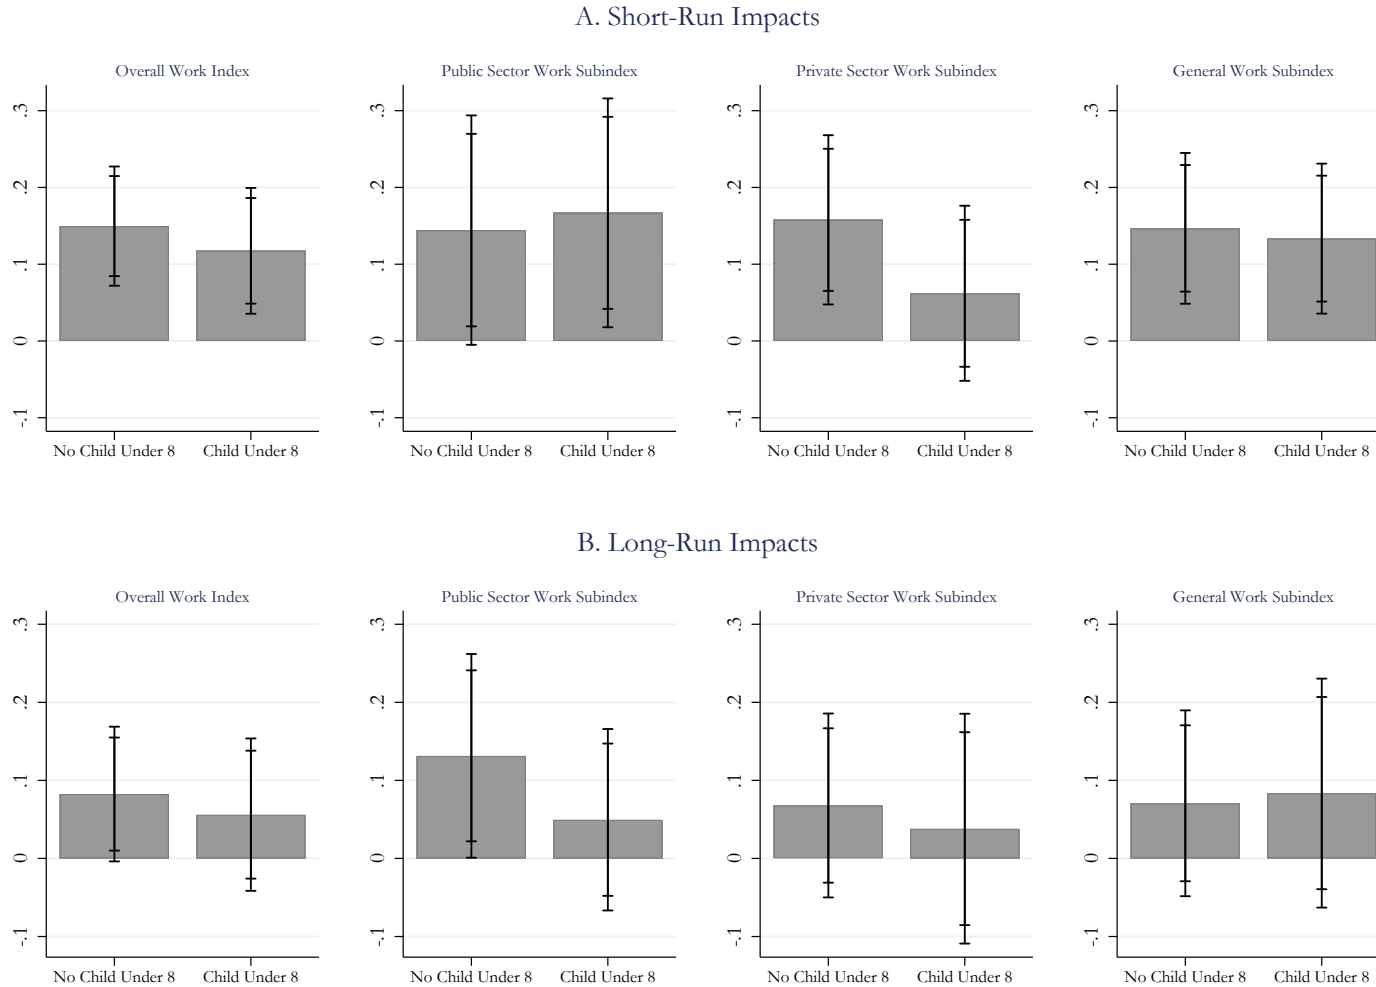 A. Short-Run Impacts
Overall Work Index
Public Sector Work Subindex
Private Sector Work Subindex
General Work Subindex
.3
.2
.1
0
-.1
.3
.2
.1
0
-.1
.3
.2
.1
0
-.1
.3
.2
.1
0
-.1
No Child Under 8 Child Under 8
No Child Under 8 Child Under 8
No Child Under 8 Child Under 8
No Child Under 8 Child Under 8
B. Long-Run Impacts
Overall Work Index
Public Sector Work Subindex
Private Sector Work Subindex
General Work Subindex
.3
.2
.1
0
-.1
.3
.2
.1
0
-.1
.3
.2
.1
0
-.1
.3
.2
.1
0
-.1
No Child Under 8 Child Under 8
No Child Under 8 Child Under 8
No Child Under 8 Child Under 8
No Child Under 8 Child Under 8